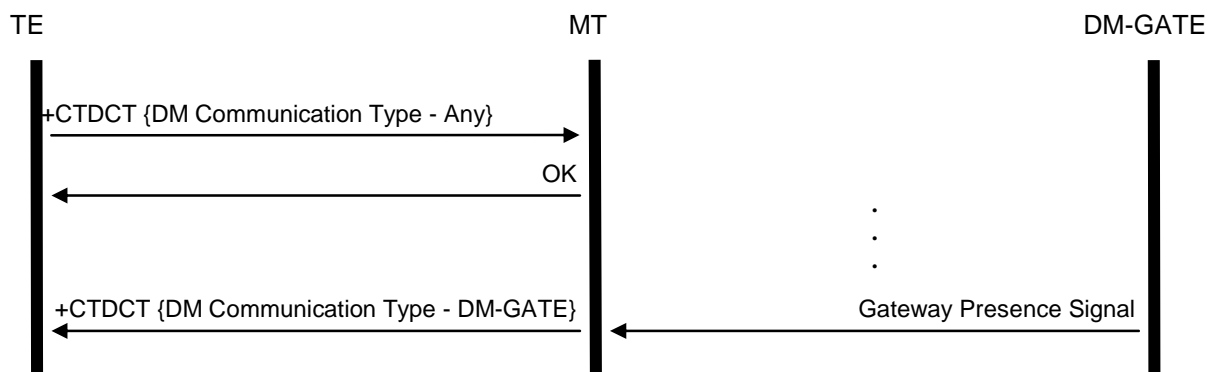 TE MT DM-GATE
+CTDCT {DM Communication Type - Any}
OK
.
.
.
+CTDCT {DM Communication Type - DM-GATE} Gateway Presence Signal